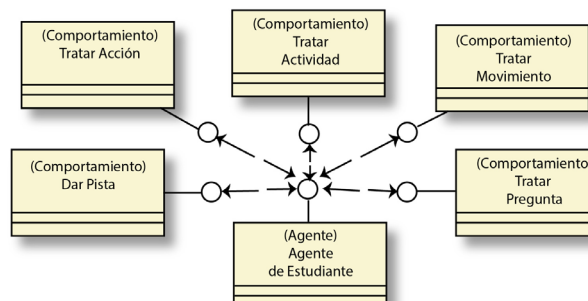 (Comportamiento)
Tratar Acción
(Comportamiento)
Tratar
Actividad
(Comportamiento)
Tratar
Movimiento
(Comportamiento)
Dar Pista
(Comportamiento
Tratar
Pregunta
(Agente)
Agente
de Estudiante